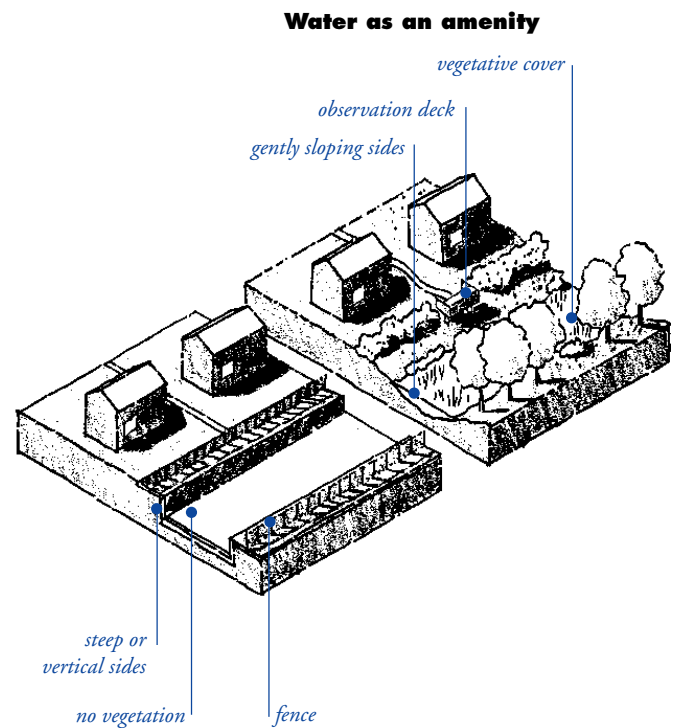 Water as an amenity
vegetative cover
observation deck
gently sloping sides
steep or
vertical sides
no vegetation
fence